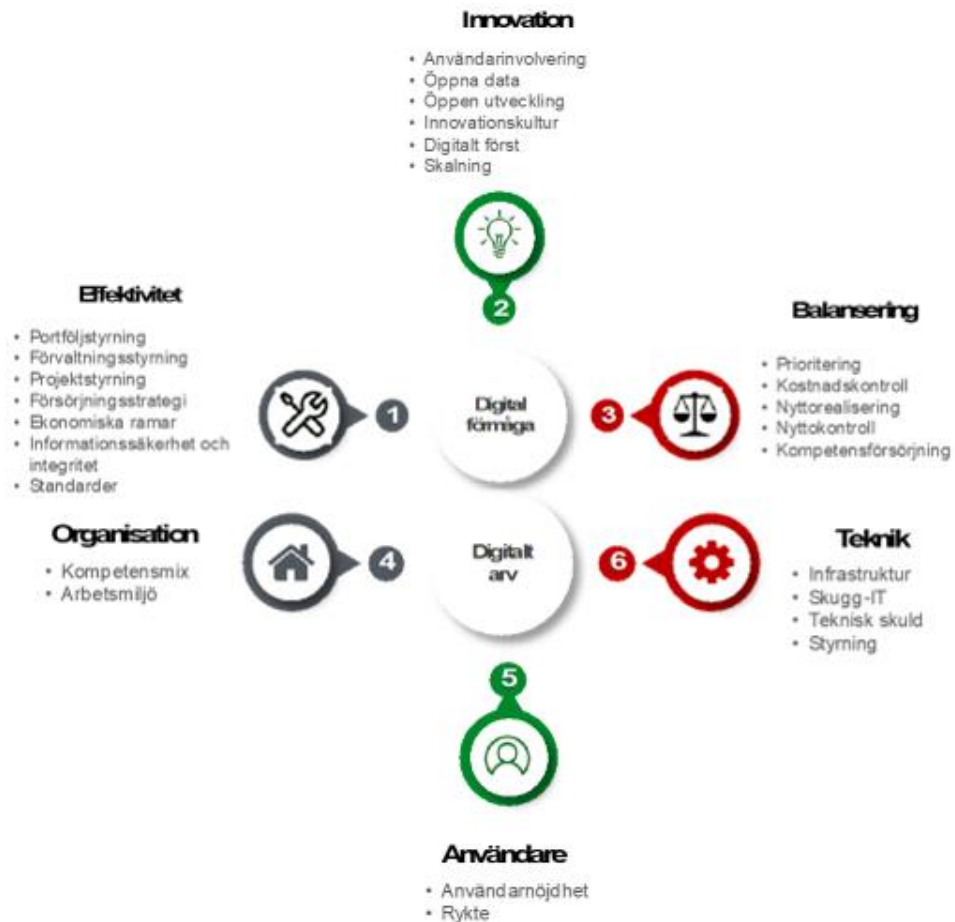 Innovation
• Användarinvolvering
• Öppna data
• Öppen utveckling
• Innovationskultur
• Digitalt först
• Skalning
2
Effektivitet
• Portföljstyrning
• Förvaltningsstyrning
• Projektstyrning
• Försörjningsstrategi
• Ekonomiska ramar
• Informationssäkerhet och
integritet
• Standarder
1
Digital
förmåga
3
Balansering
• Prioritering
• Kostnadskontroll
• Nyttorealisering
• Nyttokontroll
• Kompetensförsörjning
Organisation
• Kompetensmix
• Arbetsmiljö
4
Digitalt
arv
6
Teknik
• Infrastruktur
• Skugg-IT
• Teknisk skuld
• Styrning
5
Användare
• Användarnöjdhet
• Rykte